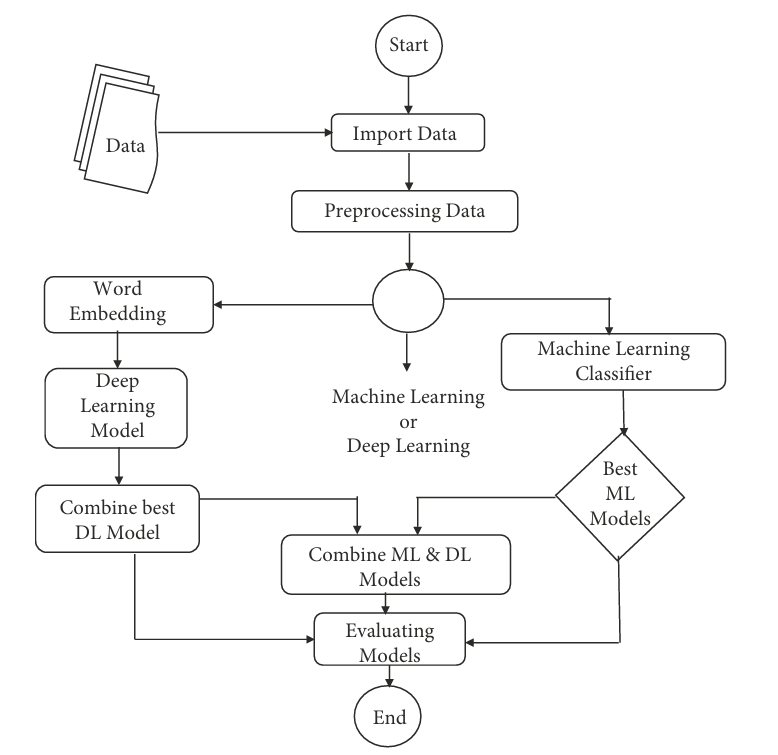 Start
Data
Import Data
Preprocessing Data
Word
Embedding
Machine Learning
Classifier
Deep
Learning
Model
Machine Learning
or
Deep Learning
Best
ML
Models
Combine best
DL Model
Combine ML & DL
Models
Evaluating
Models
End